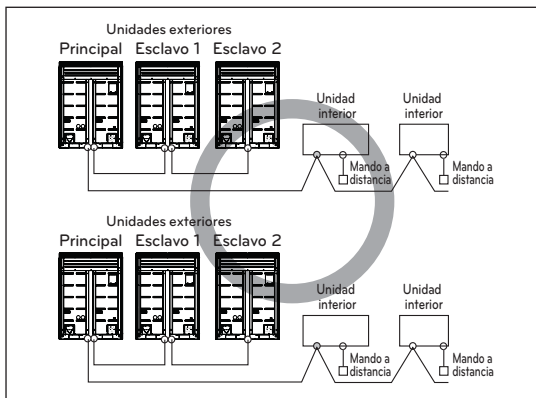 Unidades exteriores
Principal Esclavo 1 Esclavo 2
Unidad
interior
Unidad
interior
Mando a
distancia
Mando a
distancia
Unidades exteriores
Principal Esclavo 1 Esclavo 2
Unidad
interior
Unidad
interior
Mando a
distancia
Mando a
distancia